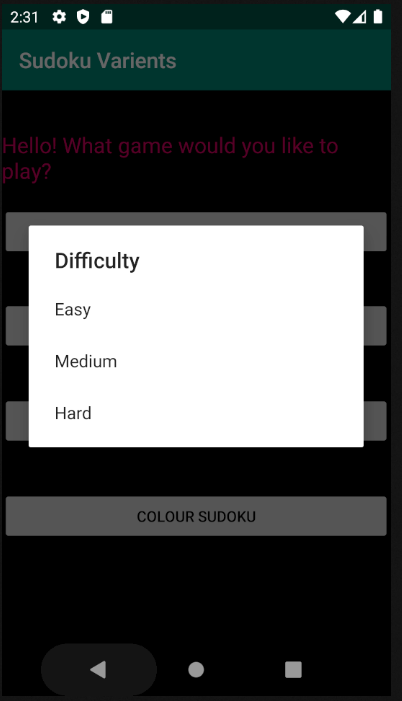 2:31
Sudoku Varients
Hello! What game would you like to
play?
Difficulty
Easy
Medium
Hard
COLOUR SUDOKU